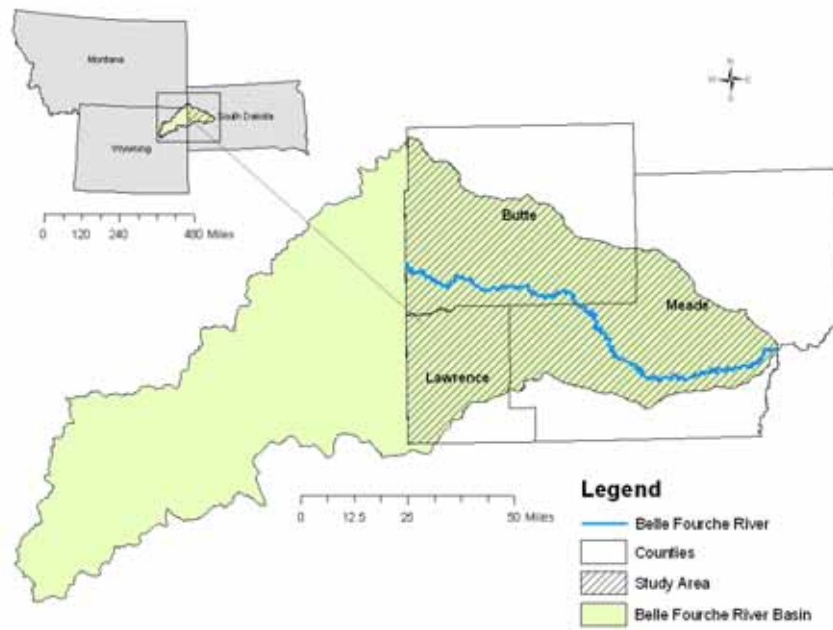 Montana
N
W E
S
South Dakota
Wyoming
0 120 240 480 Miles
Butte
Meade
Lawrence
0 12.5 25 50 Miles
Legend
Belle Fourche River
Counties
Study Area
Belle Fourche River Basin